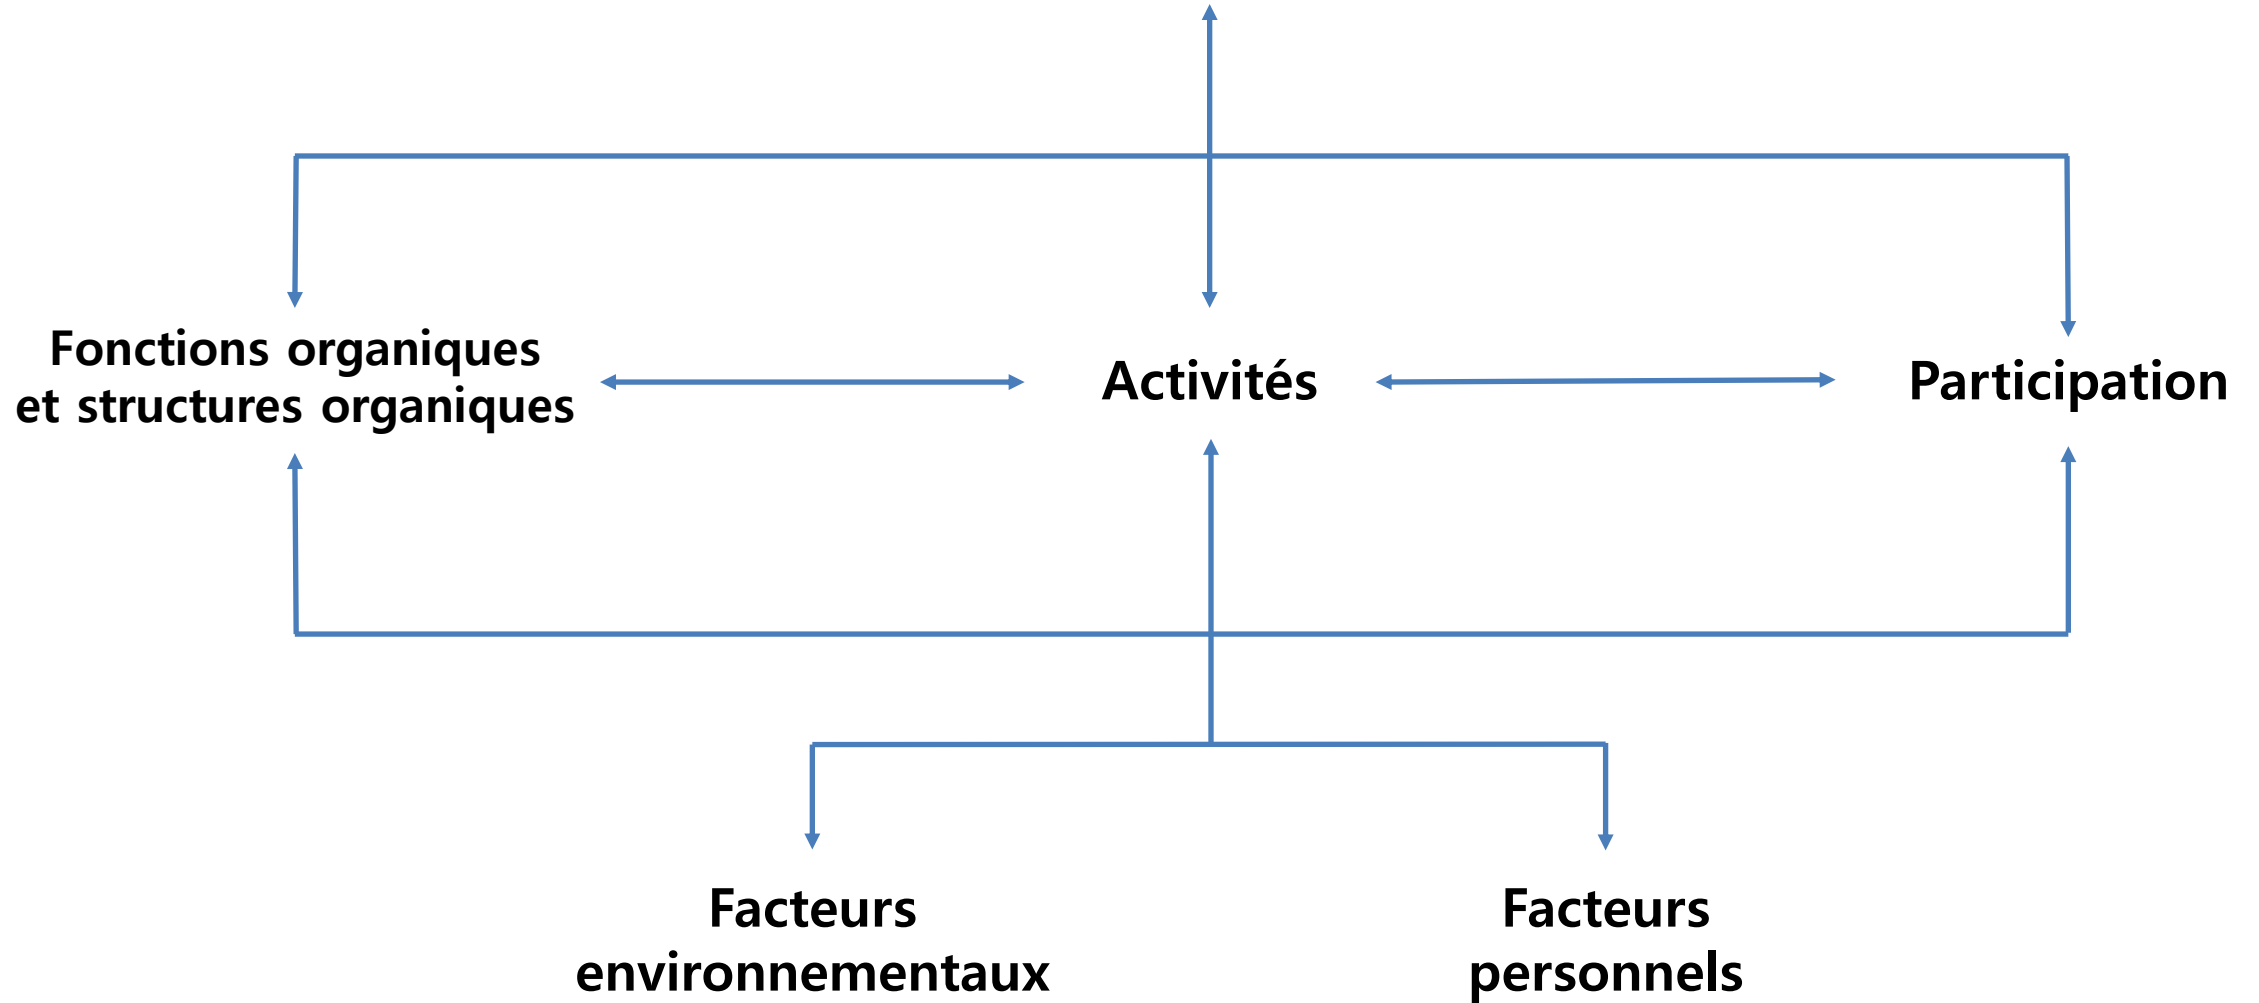 Fonctions organiques
et structures organiques
Activités
Participation
Facteurs
environnementaux
Facteurs
personnels